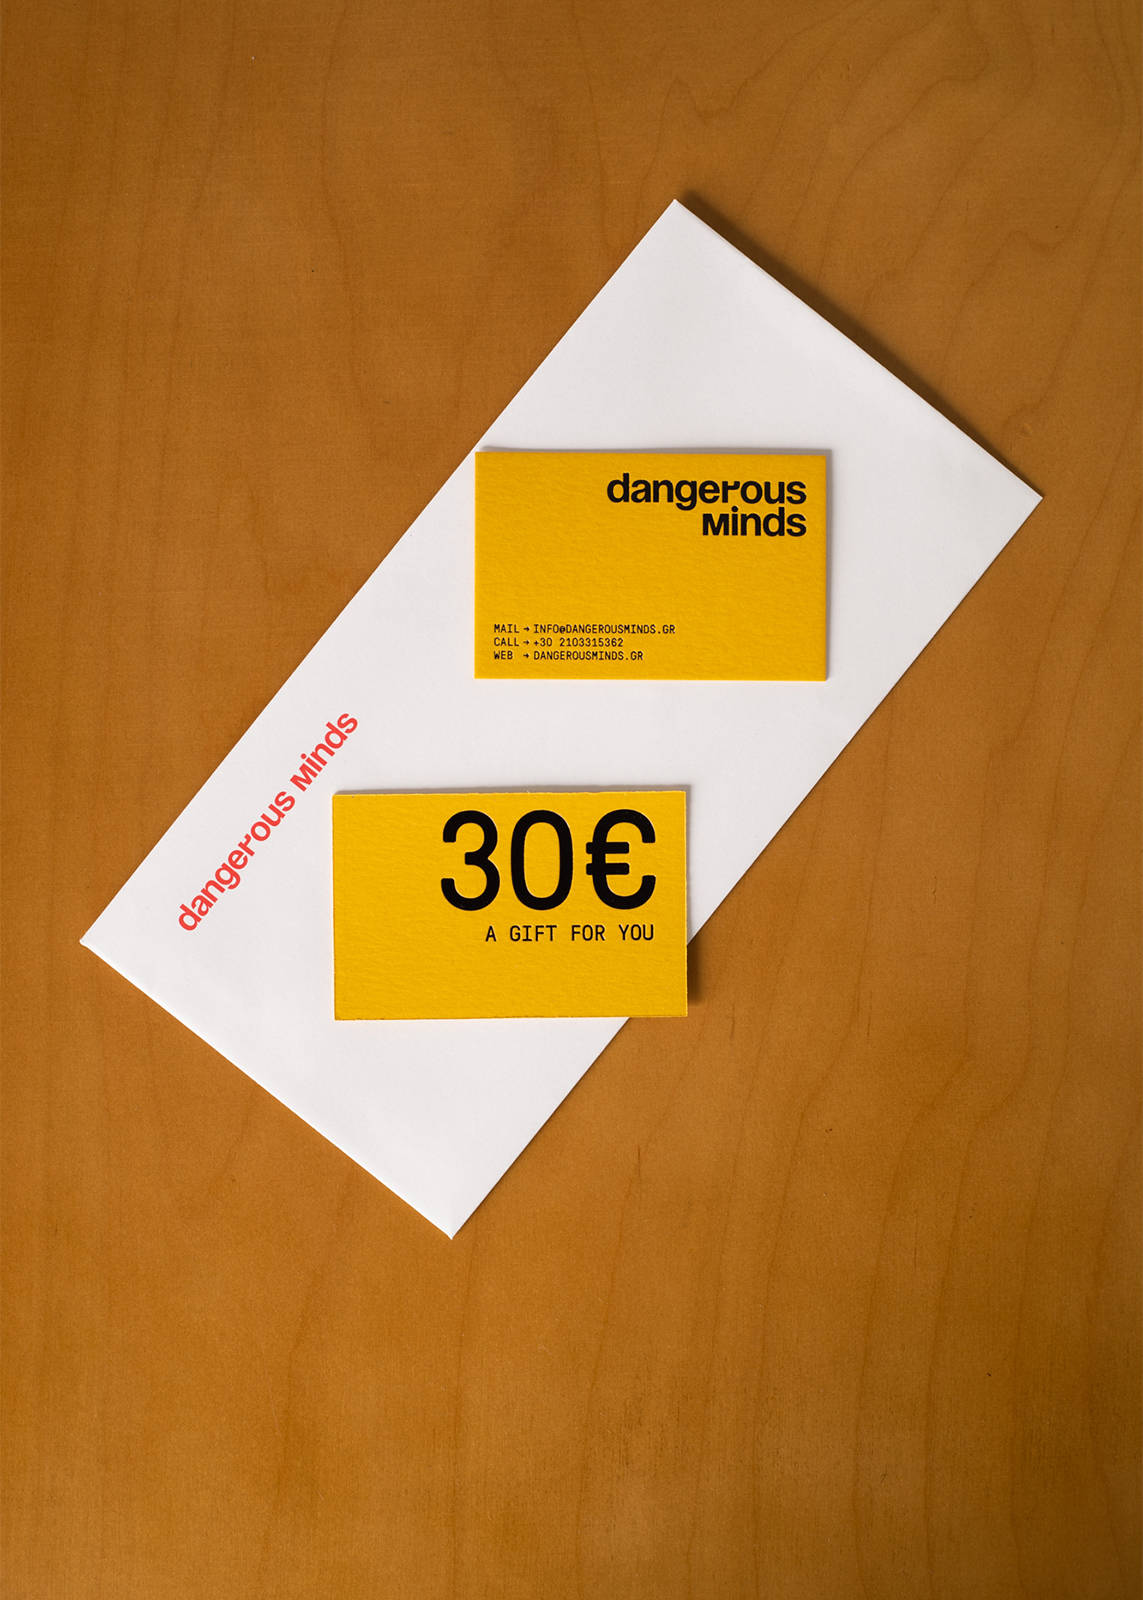 dangerous
Minds
MAIL → INFO@DANGEROUSMINDS.GR
CALL → +30 2103315362
WEB → DANGEROUSMINDS.GR
dangerous Minds
30€
A GIFT FOR YOU